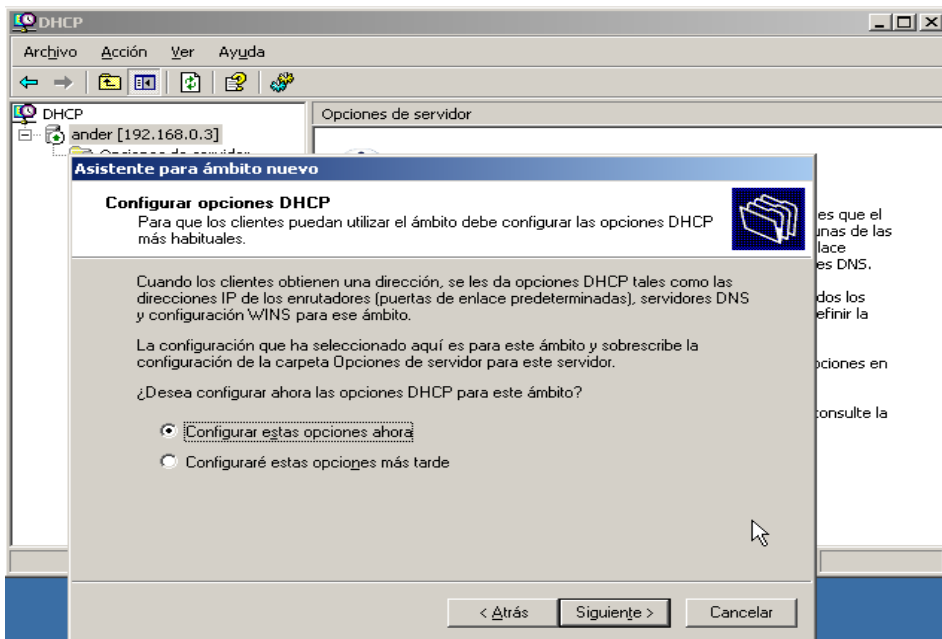 DHCP
Archivo Acción Ver Ayuda
DHCP
Opciones de servidor
ander [192.168.0.3]
Opciones de servidor
Asistente para ámbito nuevo
Configurar opciones DHCP
Para que los clientes puedan utilizar el ámbito debe configurar las opciones DHCP
más habituales.
es que el
unas de las
lace
es DNS.
Cuando los clientes obtienen una dirección, se les da opciones DHCP tales como las
direcciones IP de los enrutadores (puertas de enlace predeterminadas), servidores DNS
y configuración WINS para ese ámbito.
dos los
efinir la
La configuración que ha seleccionado aquí es para este ámbito y sobrescribe la
configuración de la carpeta Opciones de servidor para este servidor.
ociones en
¿Desea configurar ahora las opciones DHCP para este ámbito?
consulte la
Configurar estas opciones ahora
Configuraré estas opciones más tarde
< Atrás Siguiente > Cancelar